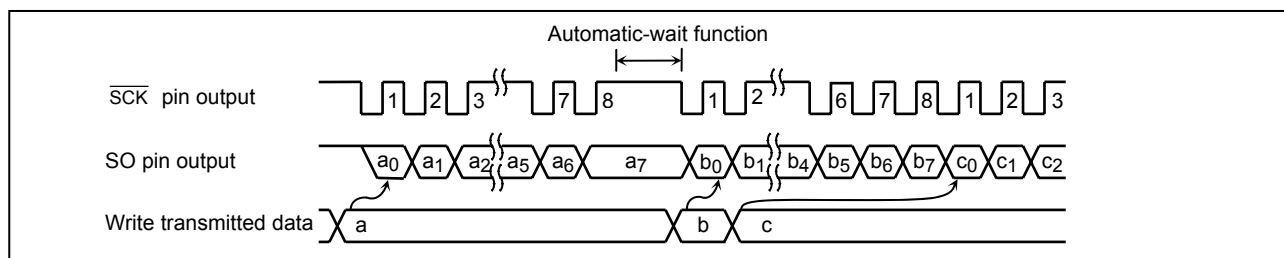 Automatic-wait function
SCK pin output 1 2 3 7 8 1 2 6 7 8 1 2 3
SO pin output a0 a1 a2 a5 a6 a7 b0 b1 b4 b5 b6 b7 c0 c1 c2
Write transmitted data a b c